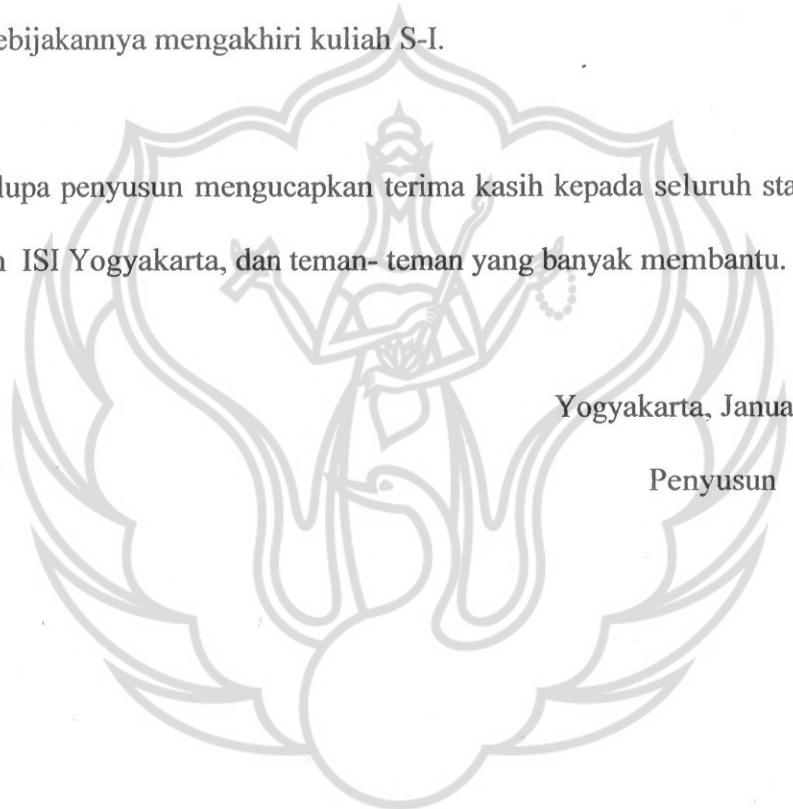 ebijakannya mengakhiri kuliah S-I.
lupa penyusun mengucapkan terima kasih kepada seluruh sta
ISI Yogyakarta, dan teman- teman yang banyak membantu.
Yogyakarta, Janua
Penyusun